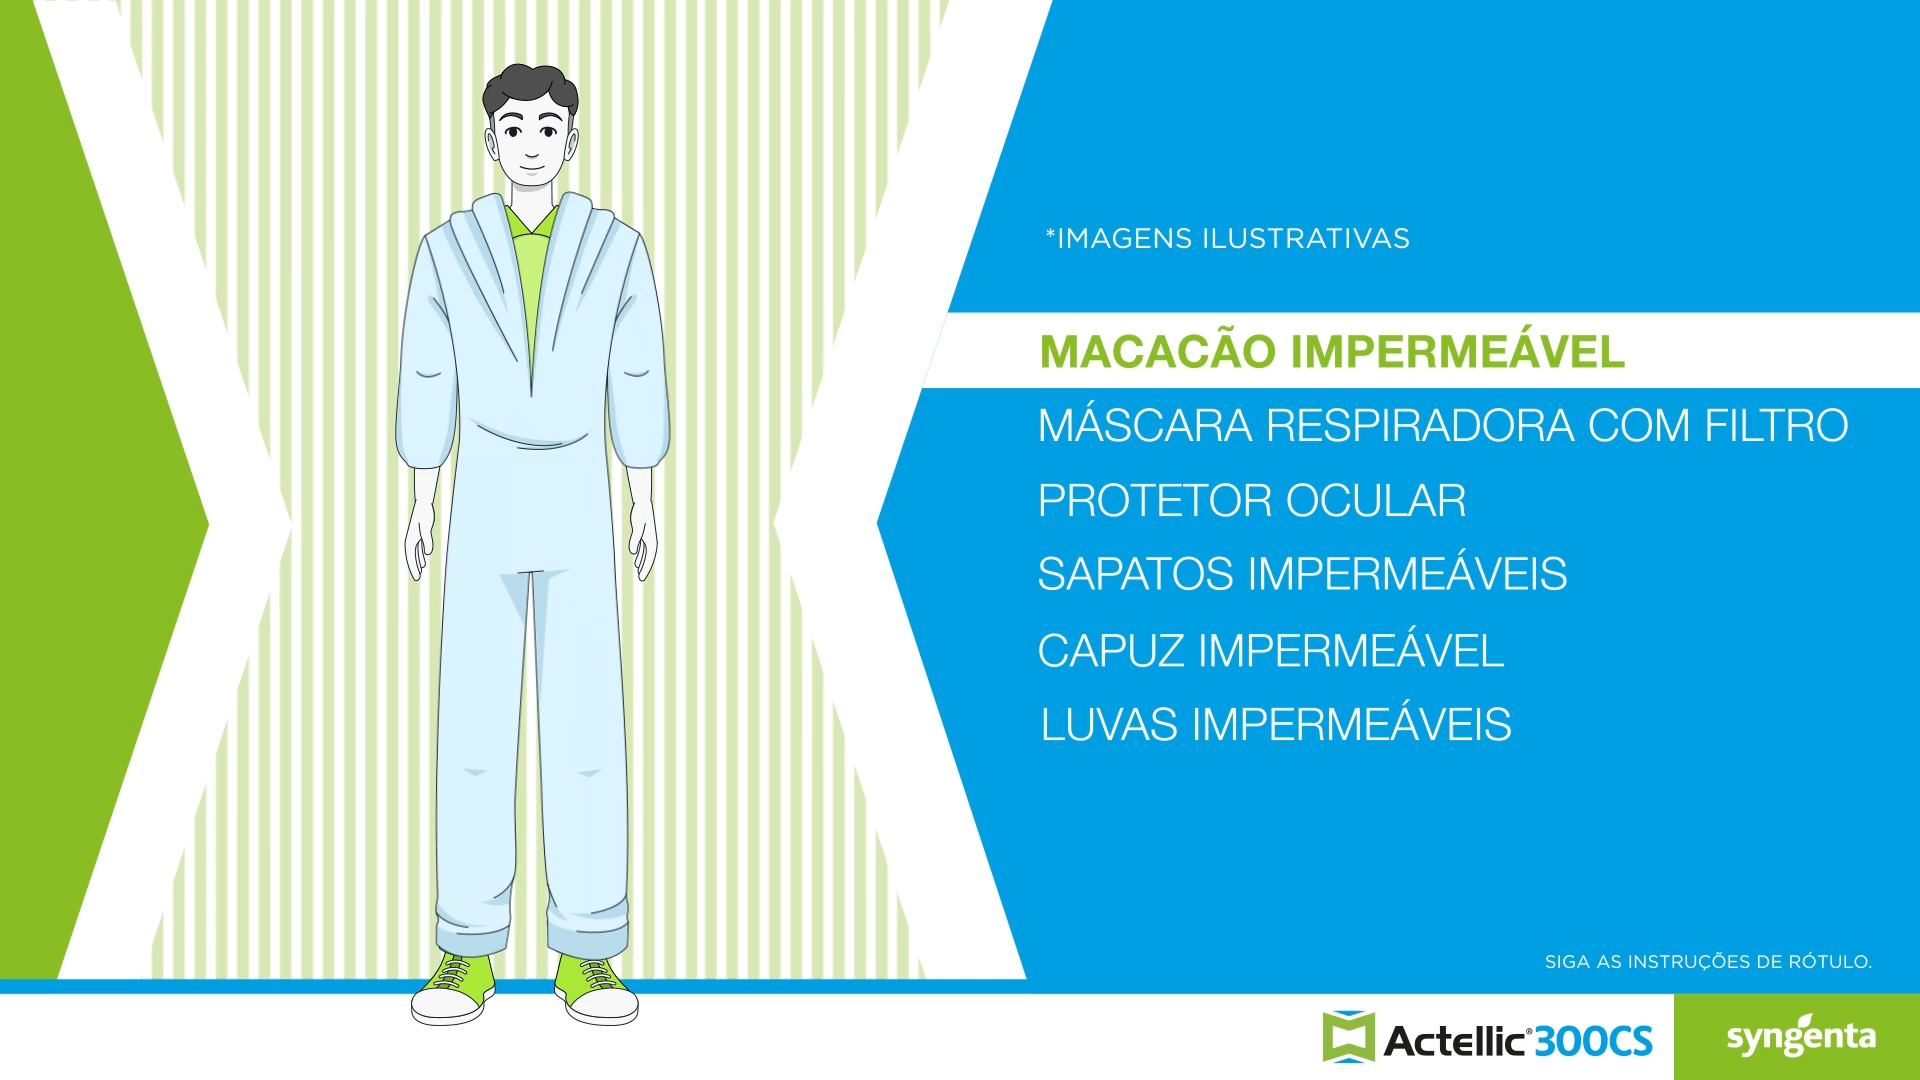 *IMAGENS ILUSTRATIVAS
MACACÃO IMPERMEÁVEL
MÁSCARA RESPIRADORA COM FILTRO
PROTETOR OCULAR
SAPATOS IMPERMEÁVEIS
CAPUZ IMPERMEÁVEL
LUVAS IMPERMEÁVEIS
SIGA AS INSTRUÇÕES DE RÓTULO.
Actellic® 300CS
syngenta